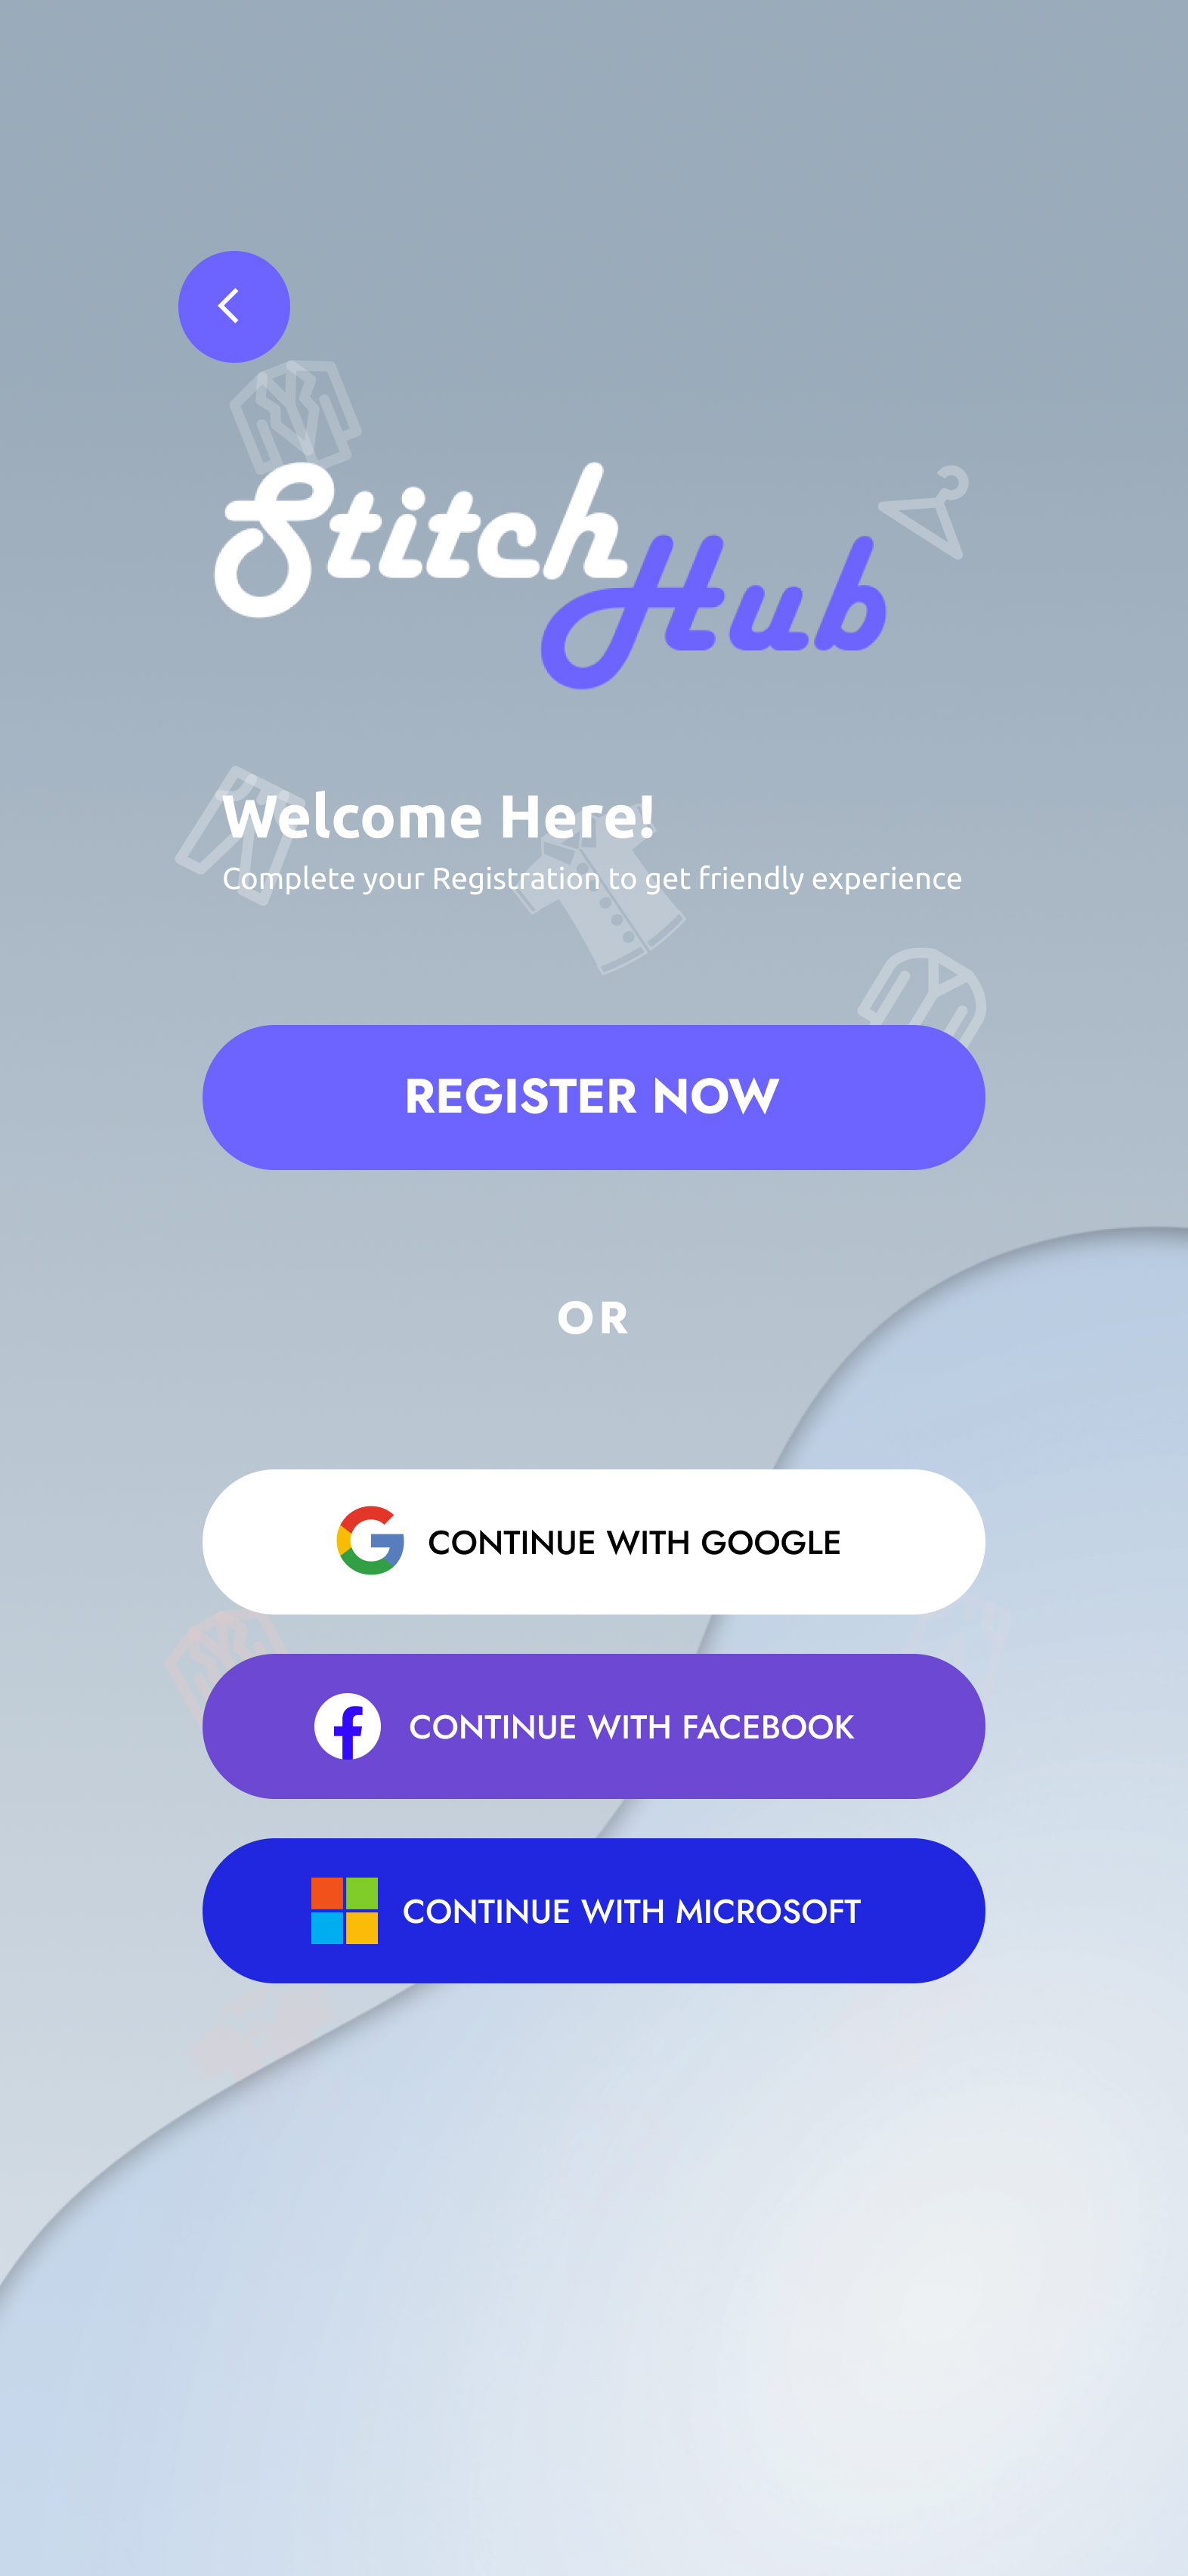 Stitch
Hub
Welcome Here!
Complete your Registration to get friendly experience
REGISTER NOW
OR
CONTINUE WITH GOOGLE
CONTINUE WITH FACEBOOK
CONTINUE WITH MICROSOFT